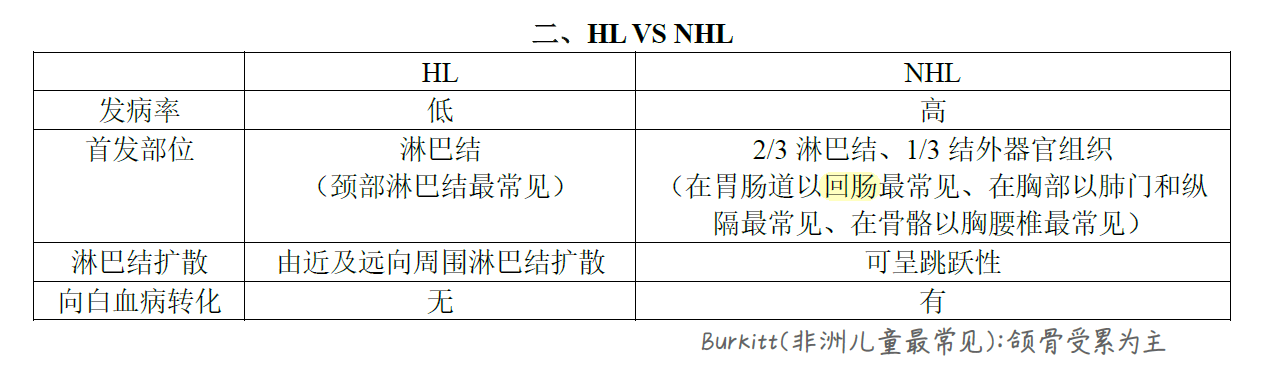 二、HL VS NHL
HL NHL
发病率 低 高
首发部位 淋巴结 2/3 淋巴结、1/3 结外器官组织
（颈部淋巴结最常见） （在胃肠道以回肠最常见、在胸部以肺门和纵
隔最常见、在骨骼以胸腰椎最常见）
淋巴结扩散 由近及远向周围淋巴结扩散 可呈跳跃性
向白血病转化 无 有
Burkitt(非洲儿童最常见):颌骨受累为主